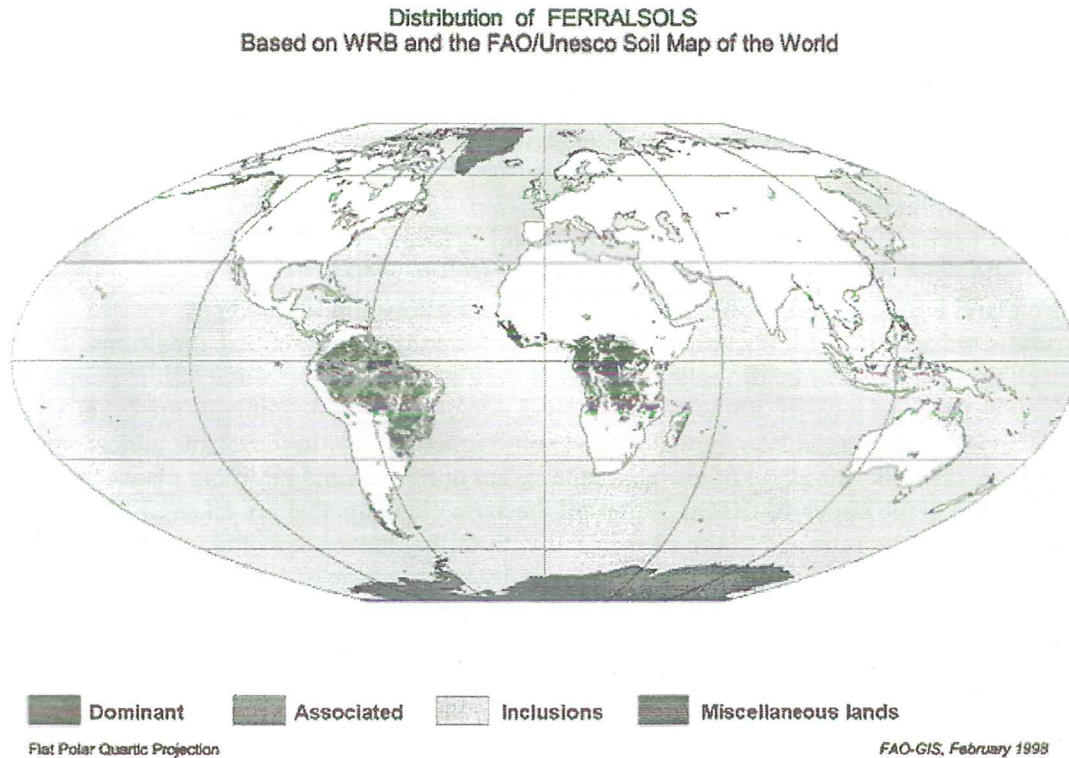 Distribution of FERRALSOLS
Based on WRB and the FAO/Unesco Soil Map of the World
Dominant Associated Inclusions Miscellaneous lands
Flat Polar Quartic Projection FAO-GIS, February 1998